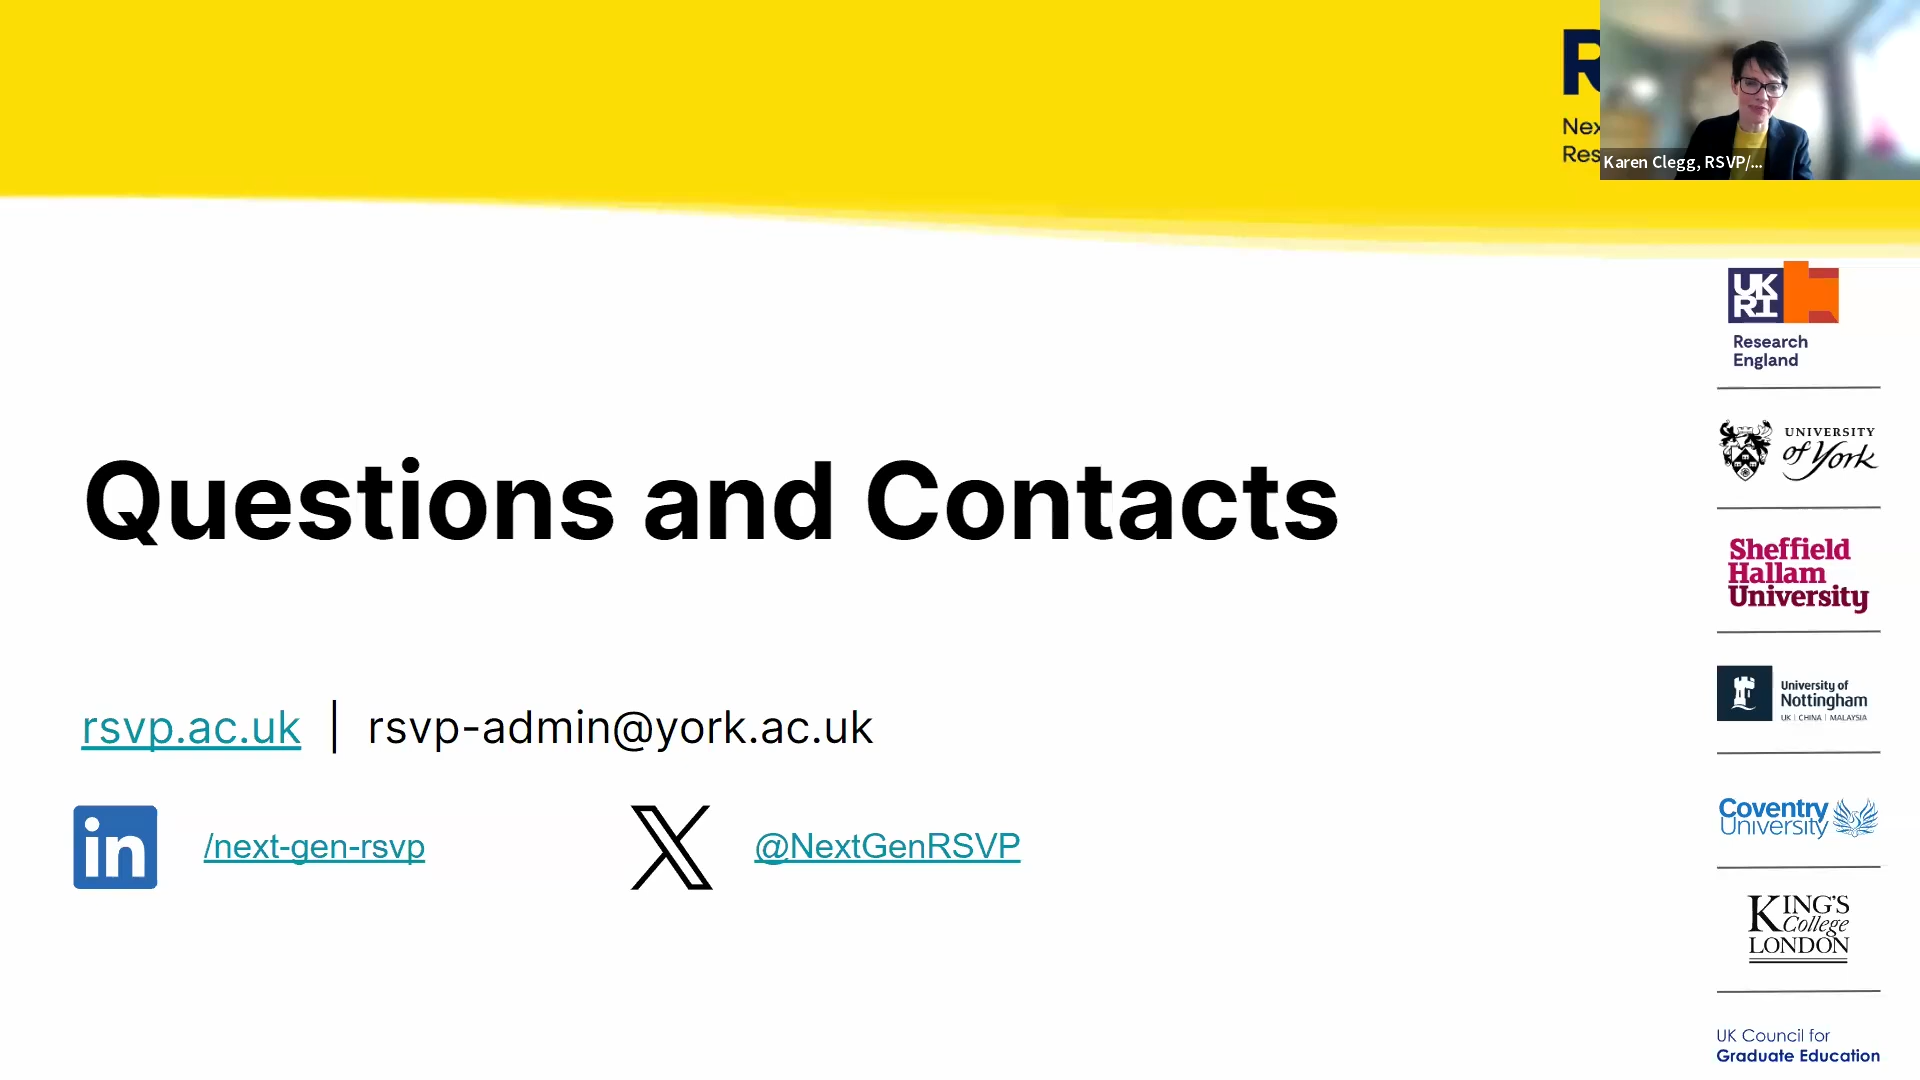 R
Nex
Res
Karen Clegg, RSVP/...
UK
RI
Research
England
UNIVERSITY
of York
Sheffield
Hallam
University
University of
Nottingham
UK | CHINA | MALAYSIA
Coventry
University
KING'S
College
LONDON
UK Council for
Graduate Education
Questions and Contacts
rsvp.ac.uk | rsvp-admin@york.ac.uk
in /next-gen-rsvp X @NextGenRSVP